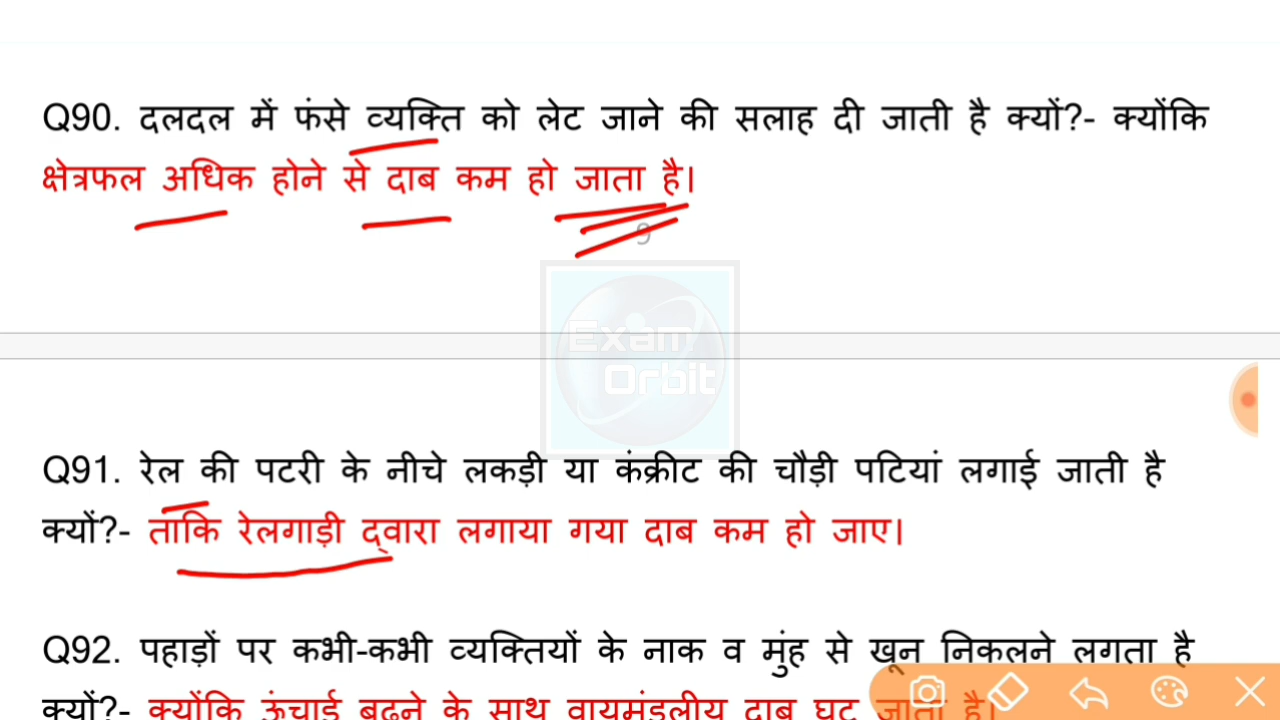 Q90. दलदल में फंसे व्यक्ति को लेट जाने की सलाह दी जाती है क्यों?- क्योंकि
क्षेत्रफल अधिक होने से दाब कम हो जाता है।
9
Exam
Orbit
Q91. रेल की पटरी के नीचे लकड़ी या कंक्रीट की चौड़ी पटियां लगाई जाती है
क्यों?- ताकि रेलगाड़ी द्वारा लगाया गया दाब कम हो जाए।
Q92. पहाड़ों पर कभी-कभी व्यक्तियों के नाक व मुंह से खून निकलने लगता है
क्यों?- क्योंकि ऊंचाई बढ़ने के साथ वायुमंडलीय दाब घट जाता है।